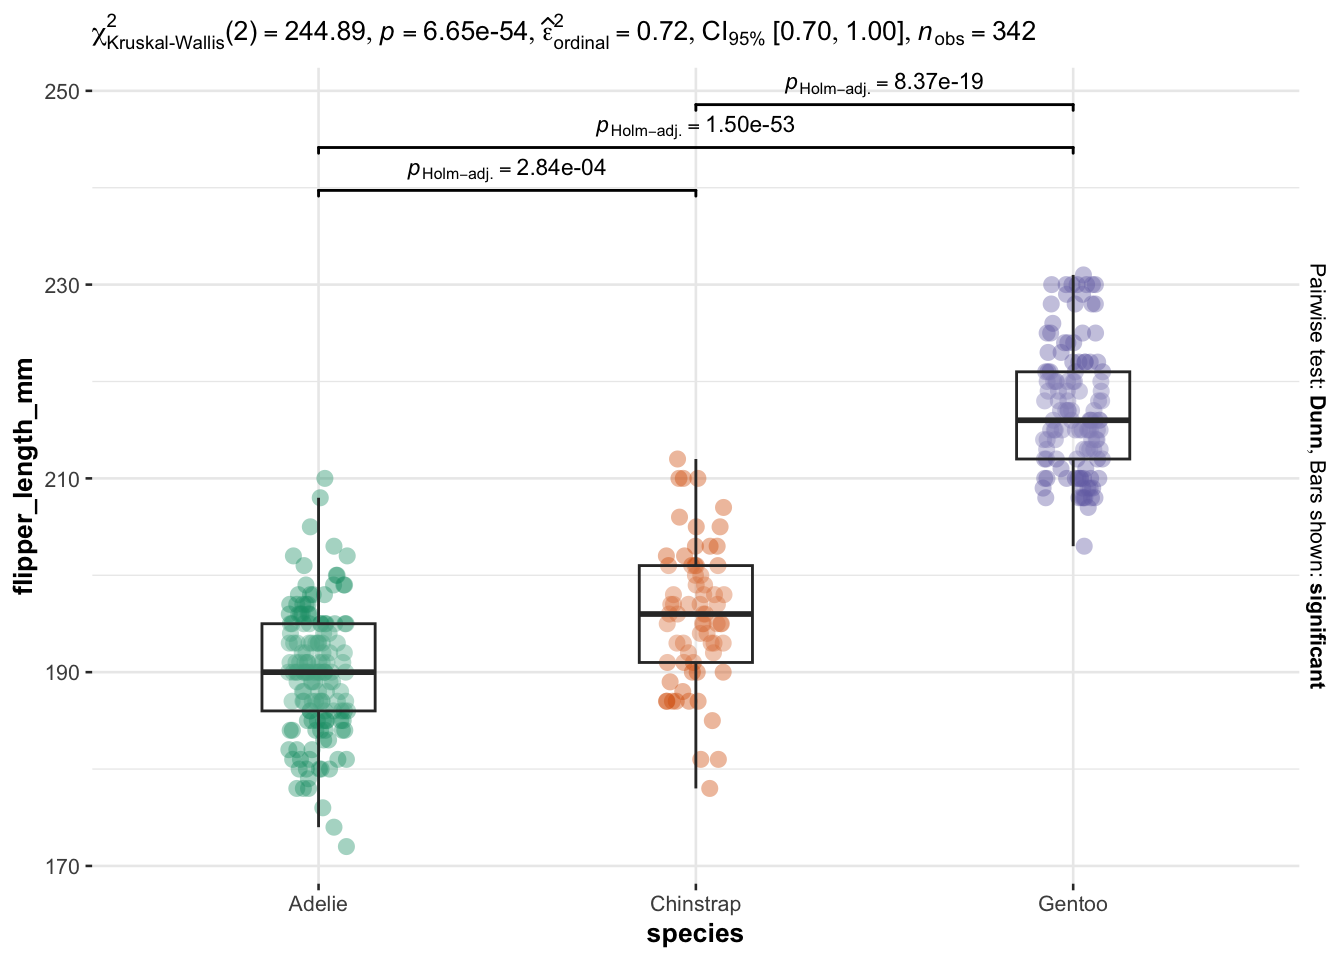 χ²Kruskal-Wallis(2) = 244.89, p = 6.65e-54, ε̂²ordinal = 0.72, CI95% [0.70, 1.00], nobs = 342
250
230
210
190
170
flipper_length_mm
pHolm−adj. = 8.37e-19
pHolm−adj. = 1.50e-53
pHolm−adj. = 2.84e-04
Pairwise test: Dunn, Bars shown: significant
Adelie
Chinstrap
Gentoo
species